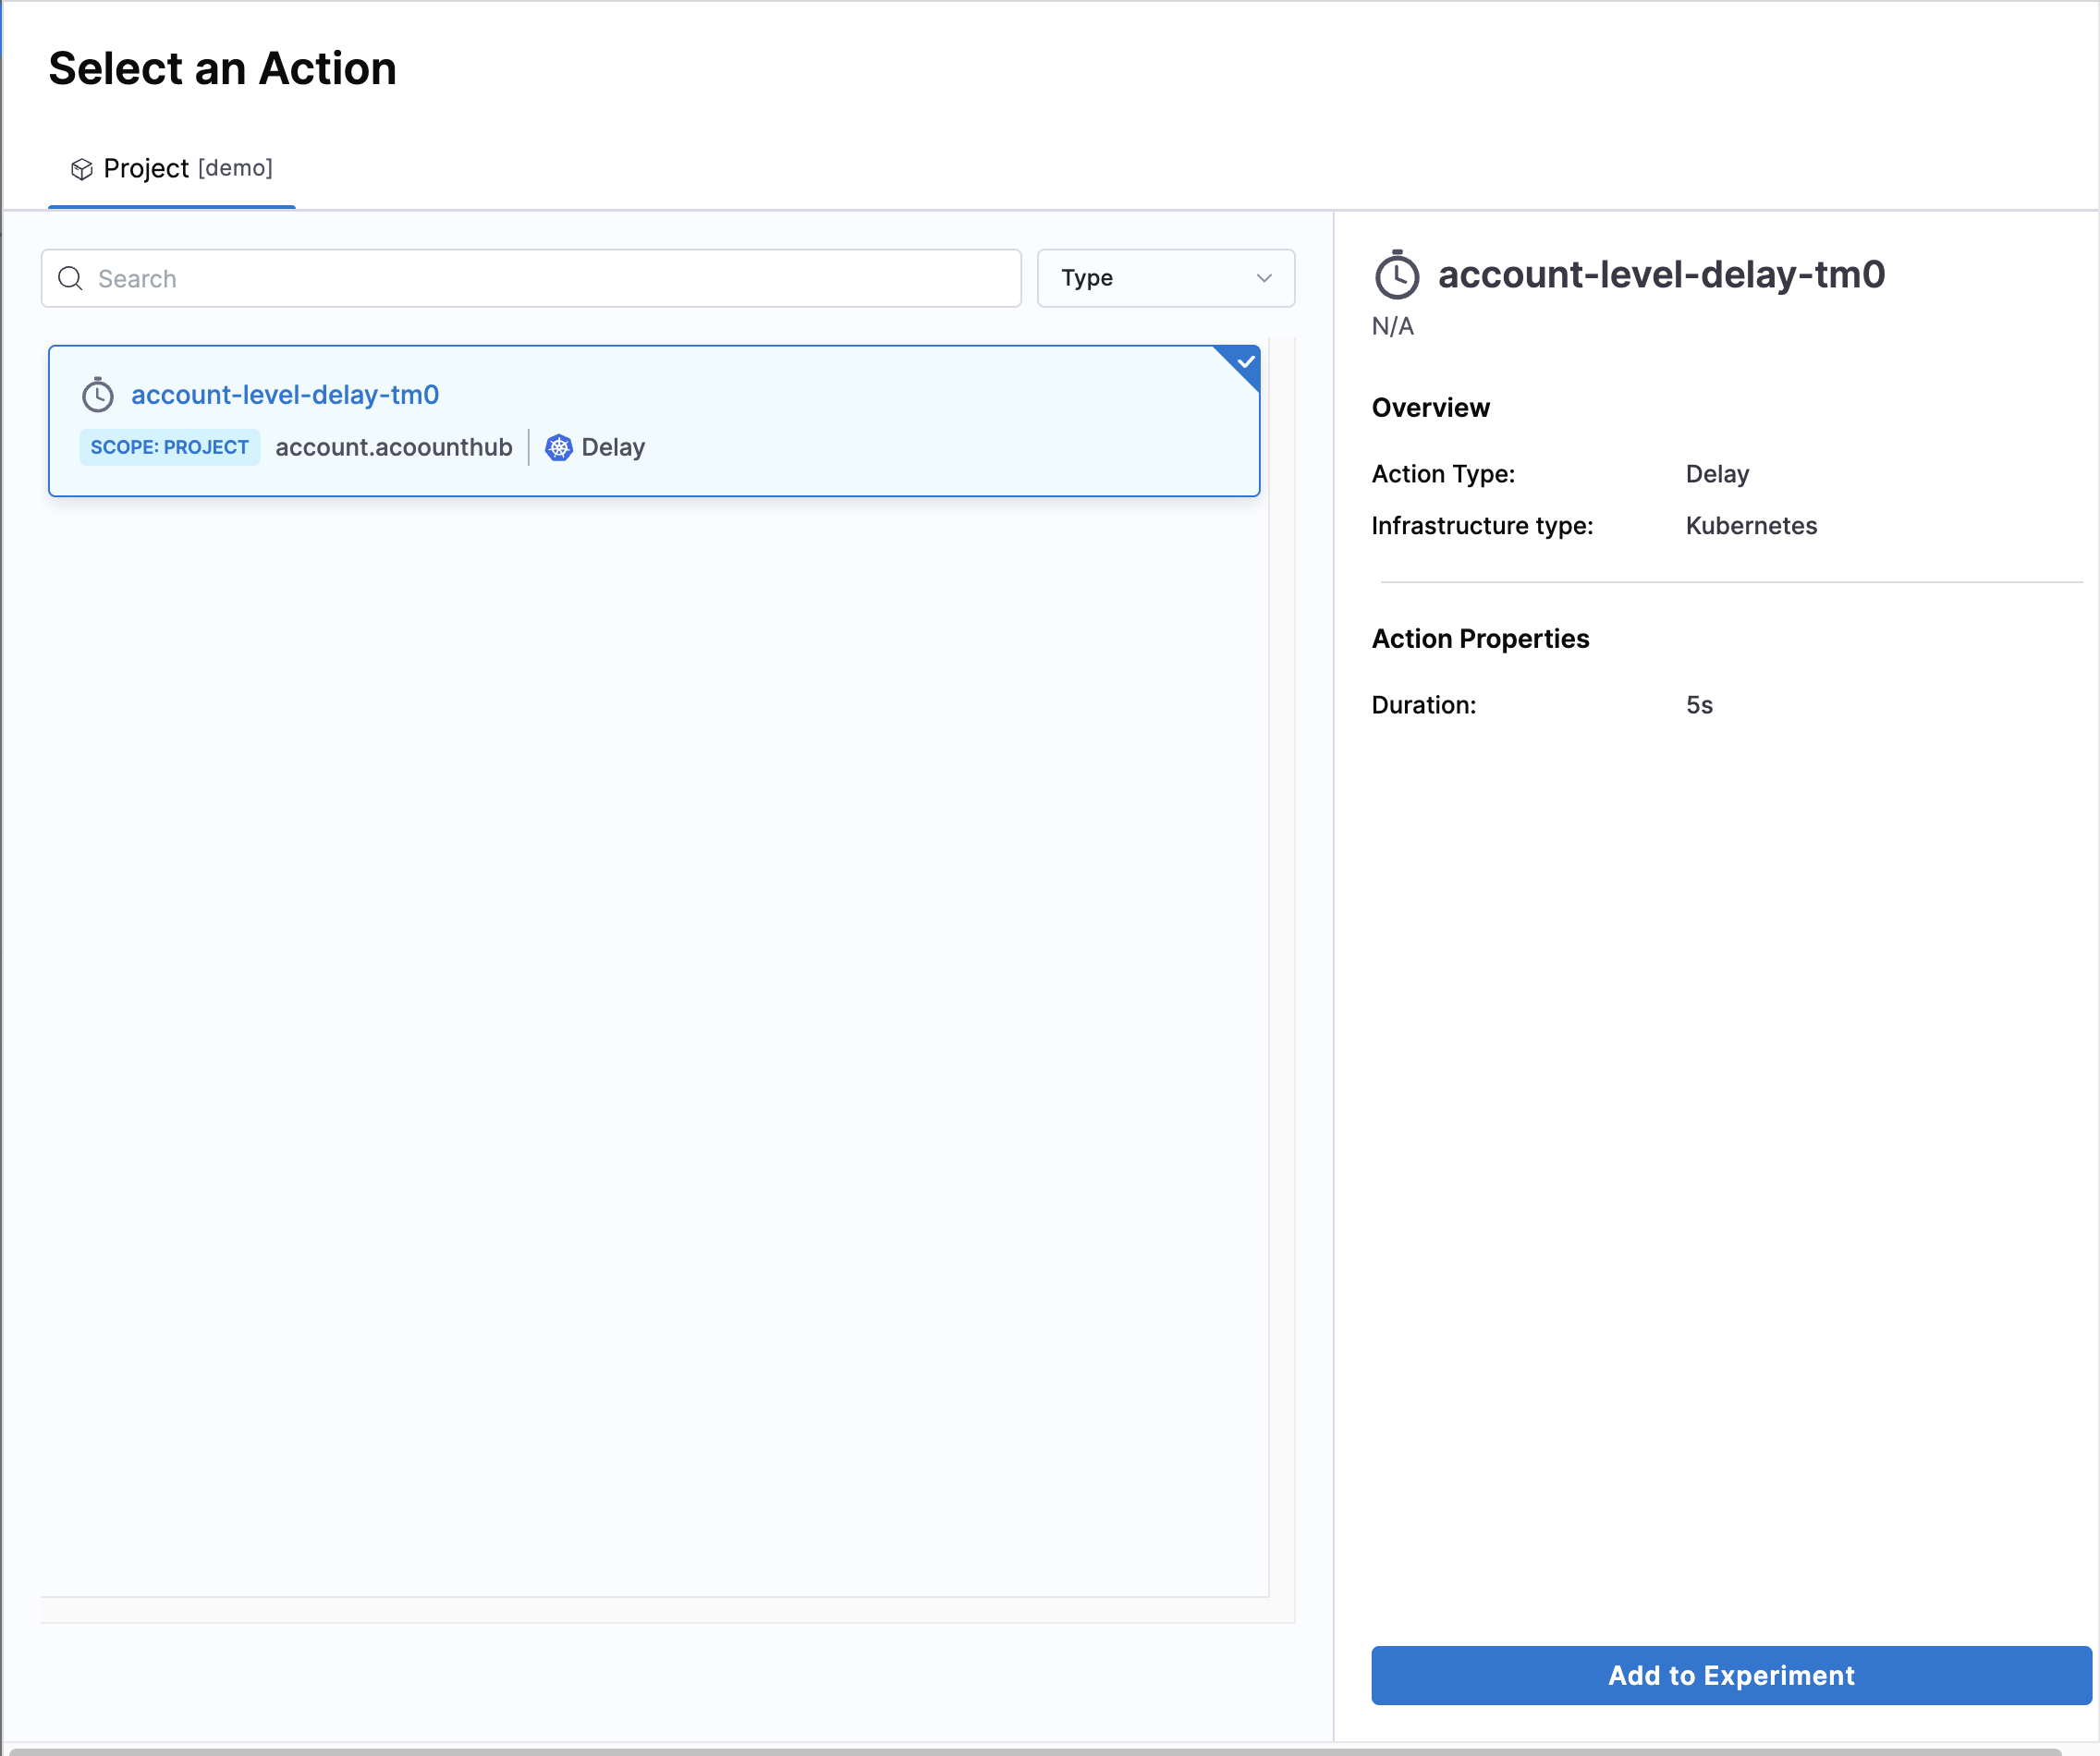 Select an Action
Project [demo]
Search
Type
account-level-delay-tm0
SCOPE: PROJECT account.acoounthub Delay
account-level-delay-tm0
N/A
Overview
Action Type: Delay
Infrastructure type: Kubernetes
Action Properties
Duration: 5s
Add to Experiment